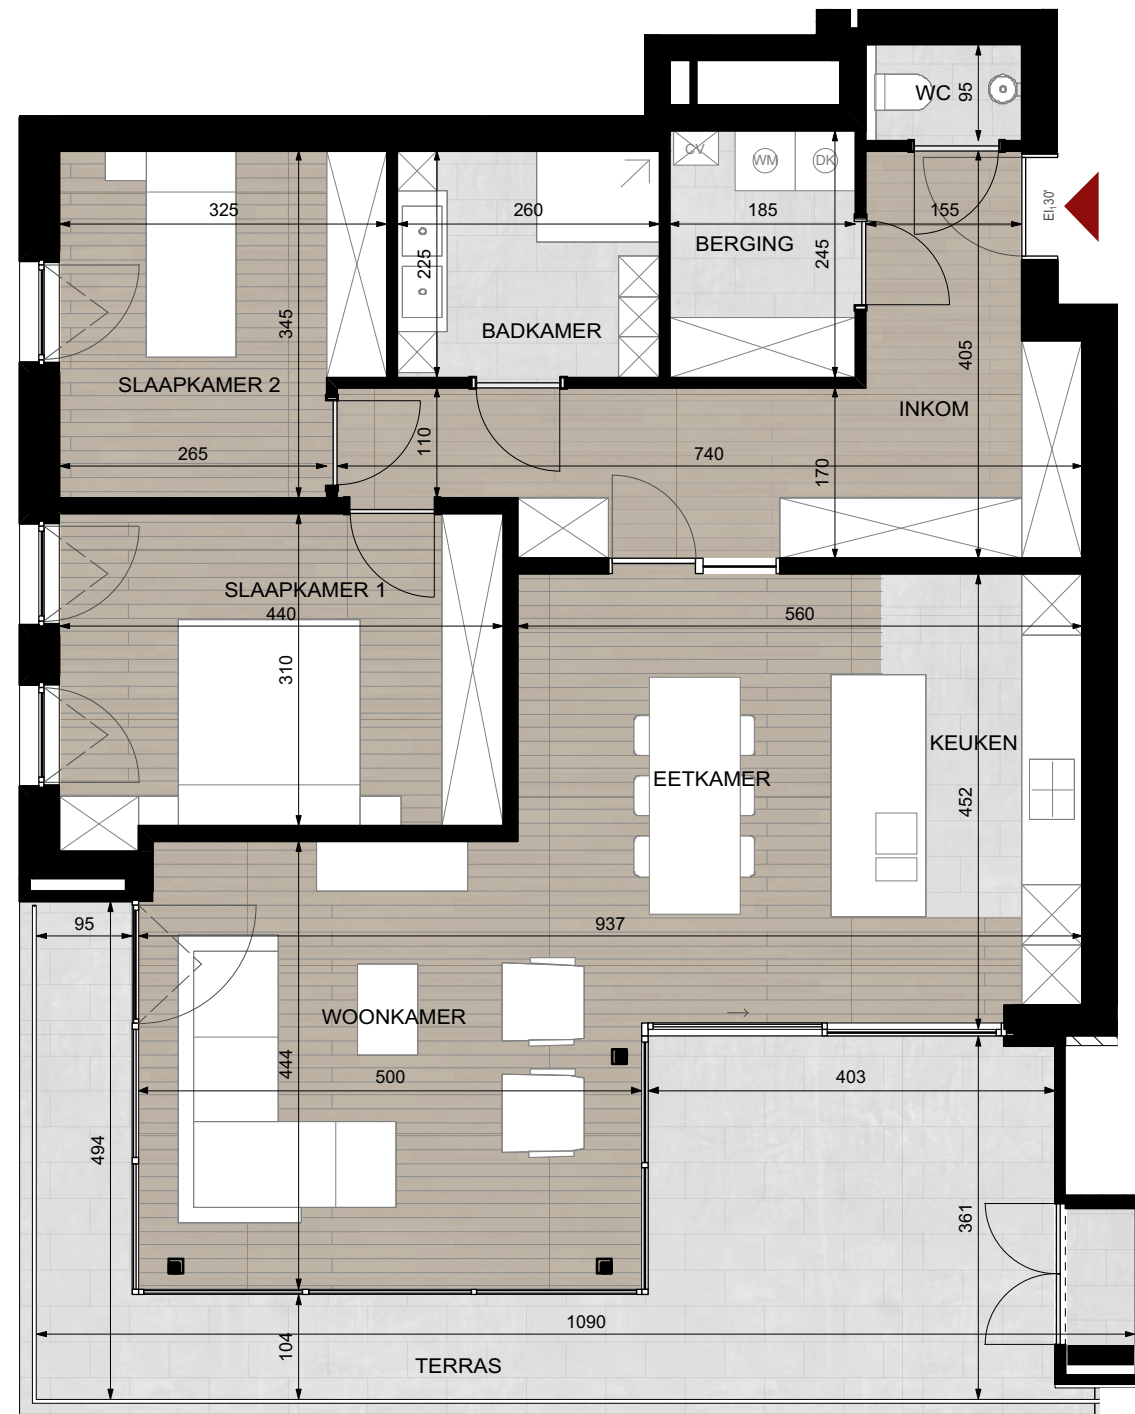 WC
95
CV
WM
DK
EI₁30'
325
260
185
155
BERGING
225
245
BADKAMER
345
405
SLAAPKAMER 2
INKOM
110
265
740
170
SLAAPKAMER 1
440
560
310
KEUKEN
EETKAMER
452
95
937
WOONKAMER
444
500
403
494
361
1090
104
TERRAS